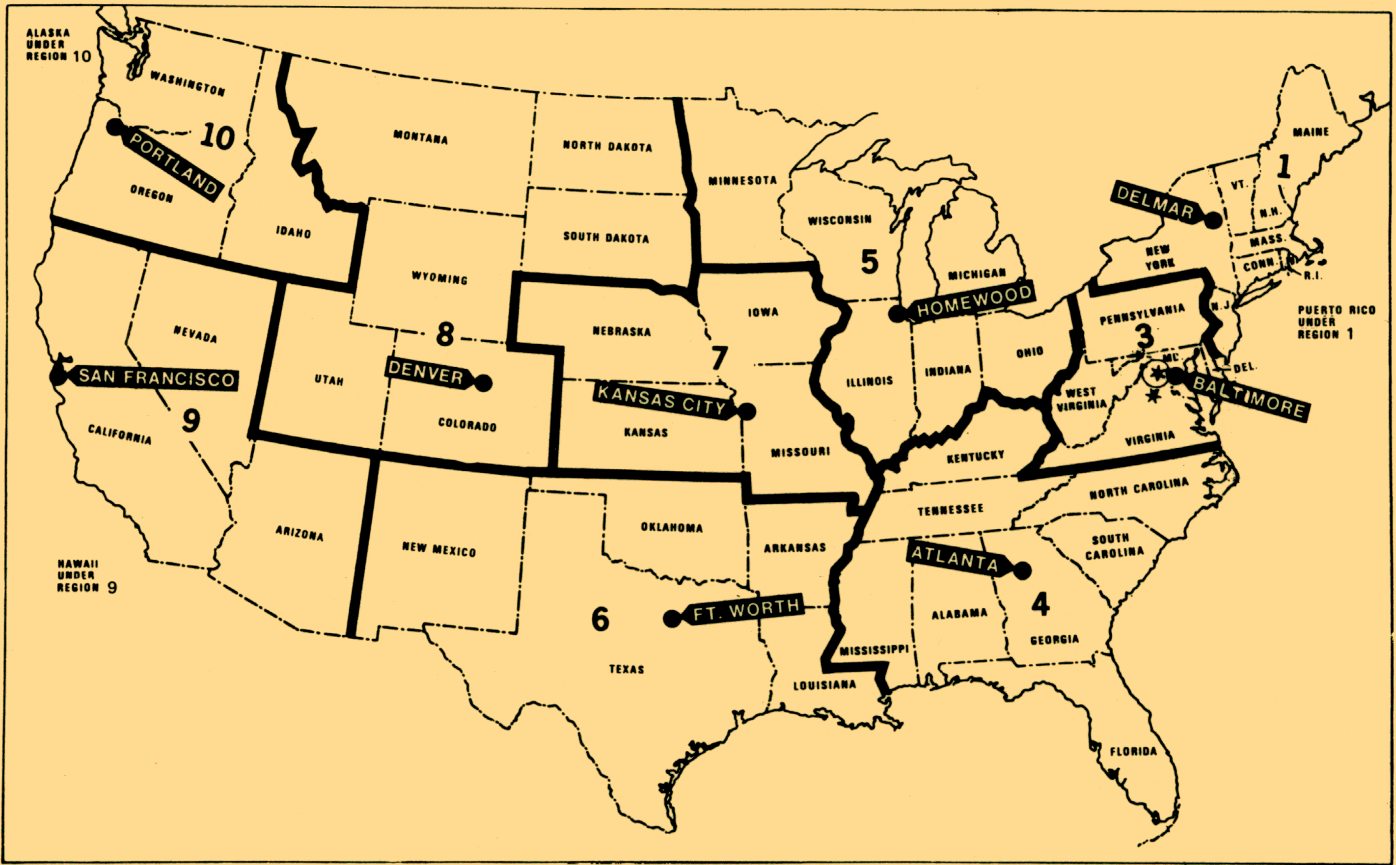 ALASKA
UNDER
REGION 10
WASHINGTON
10
PORTLAND
OREGON
IDAHO
MONTANA
NORTH DAKOTA
SOUTH DAKOTA
WYOMING
8
MINNESOTA
WISCONSIN
5
MICHIGAN
HOMEWOOD
MAINE
1
VT.
N.H.
DELMAR
MASS.
CONN.
R.I.
NEW
YORK
PUERTO RICO
UNDER
REGION 1
PENNSYLVANIA
N.J.
3
DEL.
BALTIMORE
WEST
VIRGINIA
VIRGINIA
NEVADA
SAN FRANCISCO
9
CALIFORNIA
UTAH
DENVER
COLORADO
NEBRASKA
IOWA
7
KANSAS CITY
KANSAS
MISSOURI
ILLINOIS
INDIANA
OHIO
KENTUCKY
TENNESSEE
NORTH CAROLINA
SOUTH
CAROLINA
ATLANTA
4
GEORGIA
ALABAMA
MISSISSIPPI
FLORIDA
ARIZONA
NEW MEXICO
OKLAHOMA
ARKANSAS
6
FT. WORTH
TEXAS
LOUISIANA
HAWAII
UNDER
REGION 9